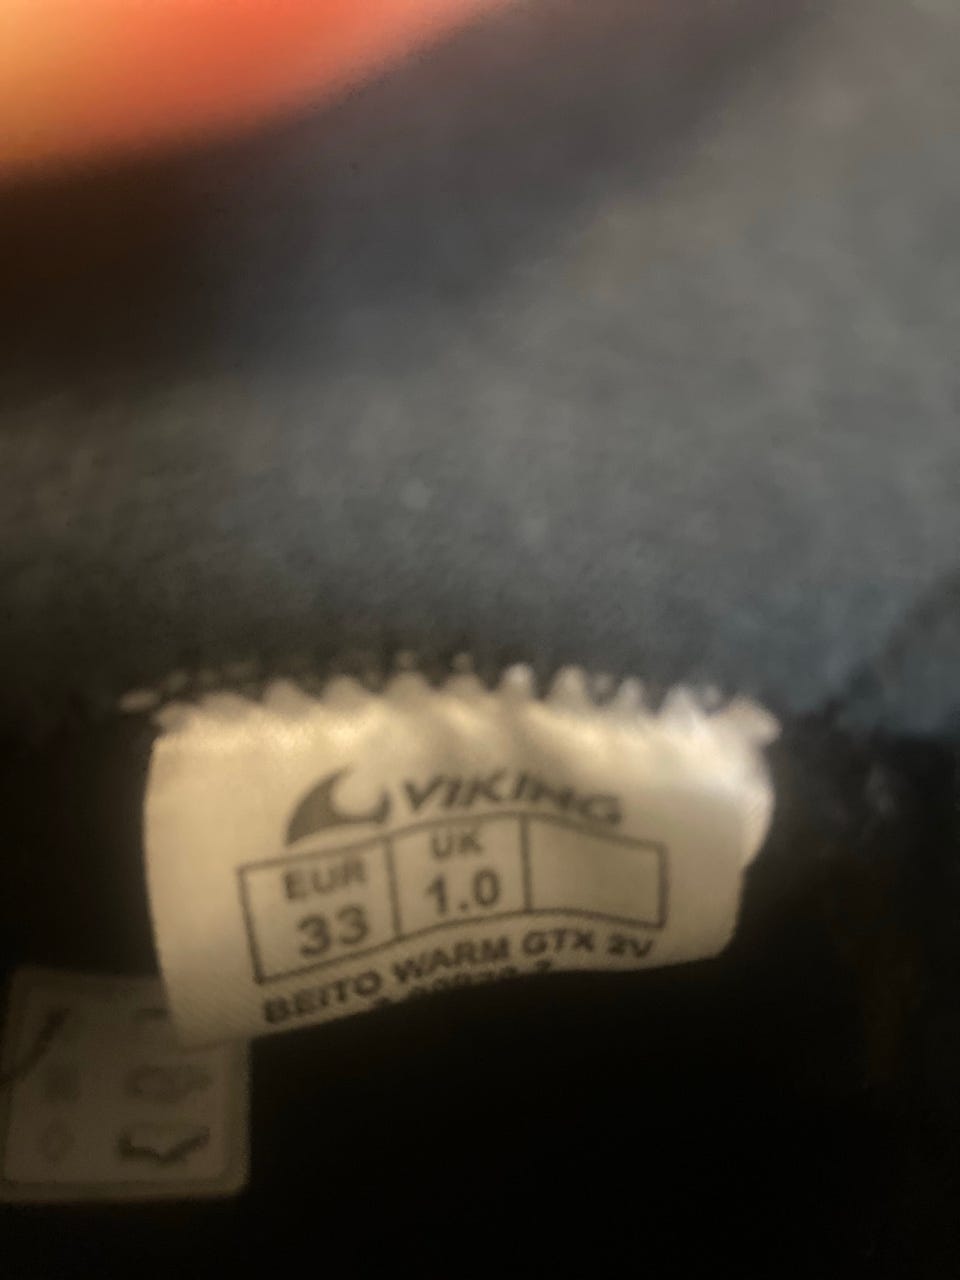 VIKING
EUR
33
UK
1.0
BEITO WARM GTX 2V